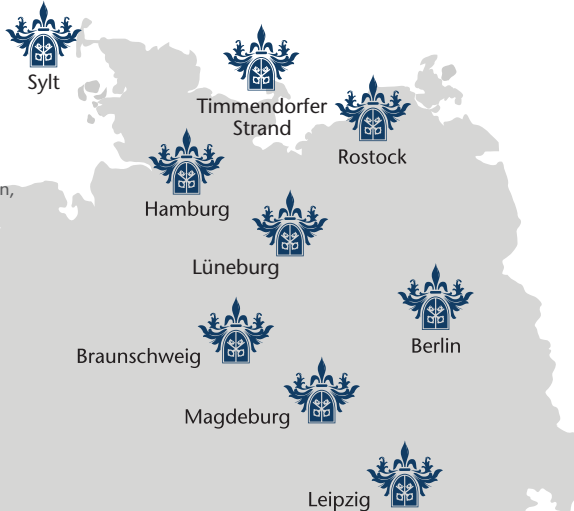 Sylt
Timmendorfer
Strand
Rostock
n,
Hamburg
Lüneburg
Berlin
Braunschweig
Magdeburg
Leipzig